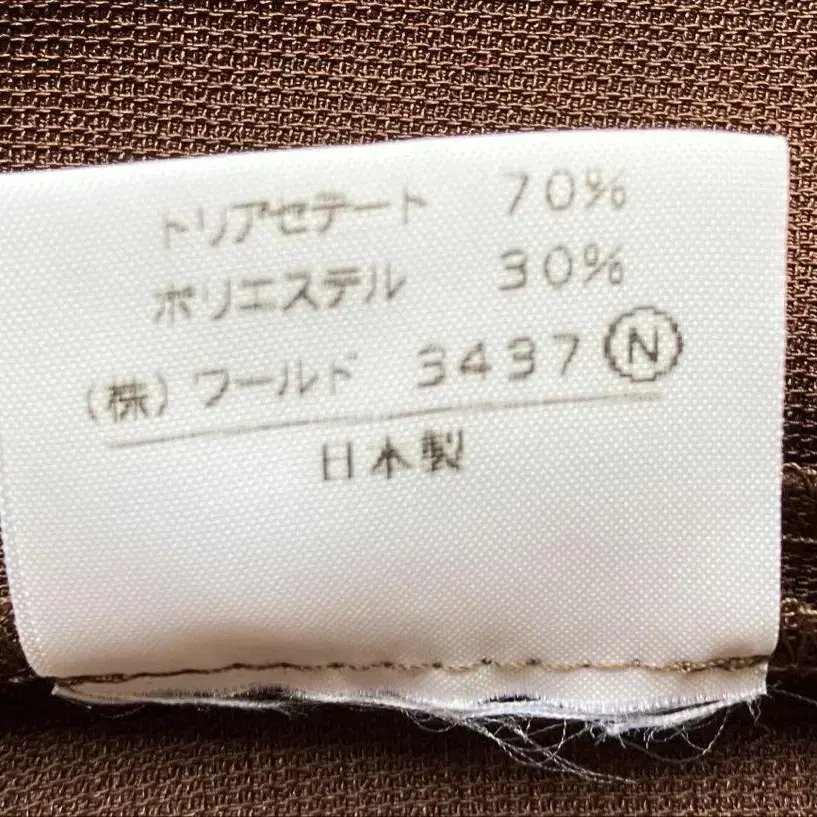 トリアセテート 70%
ポリエステル 30%
(株)ワールド 3437 Ⓝ
日本製